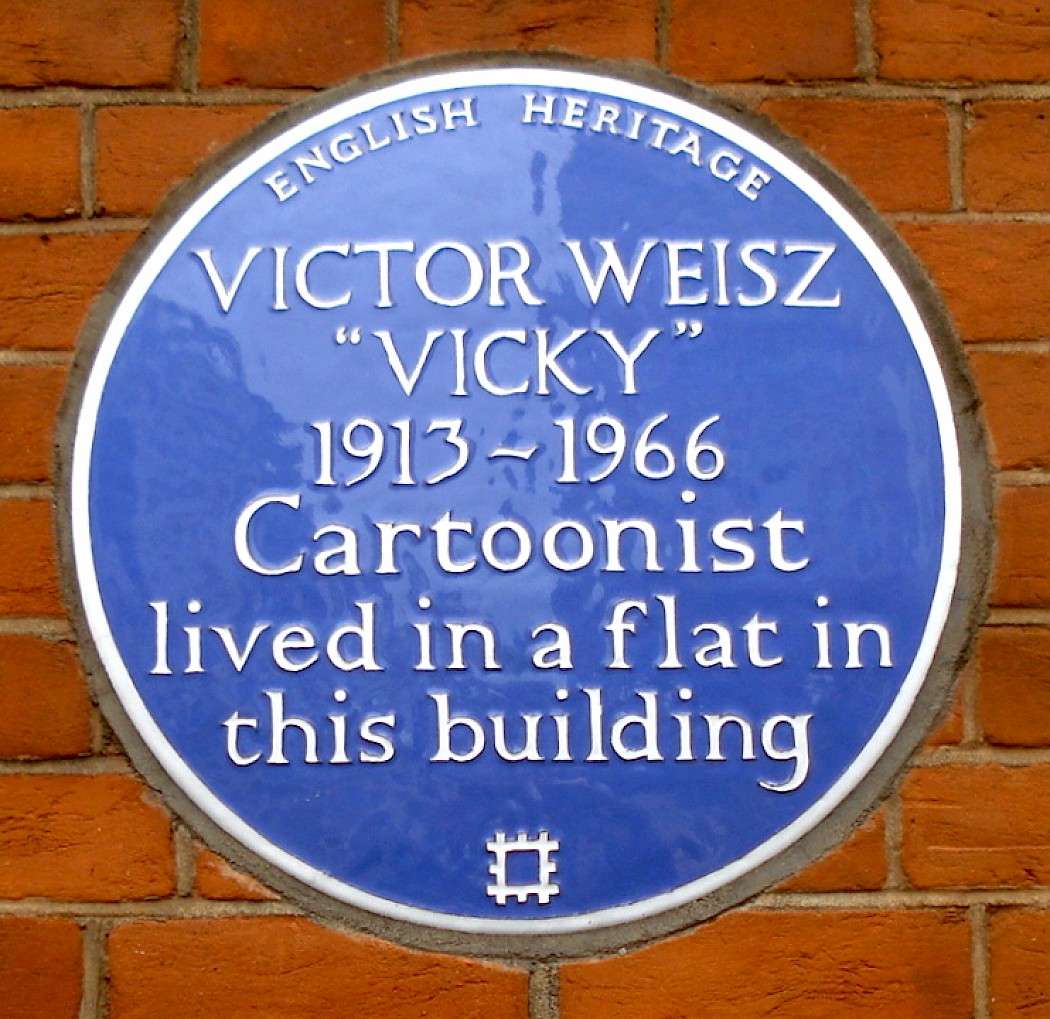 ENGLISH HERITAGE
VICTOR WEISZ
“VICKY”
1913–1966
Cartoonist
lived in a flat in
this building